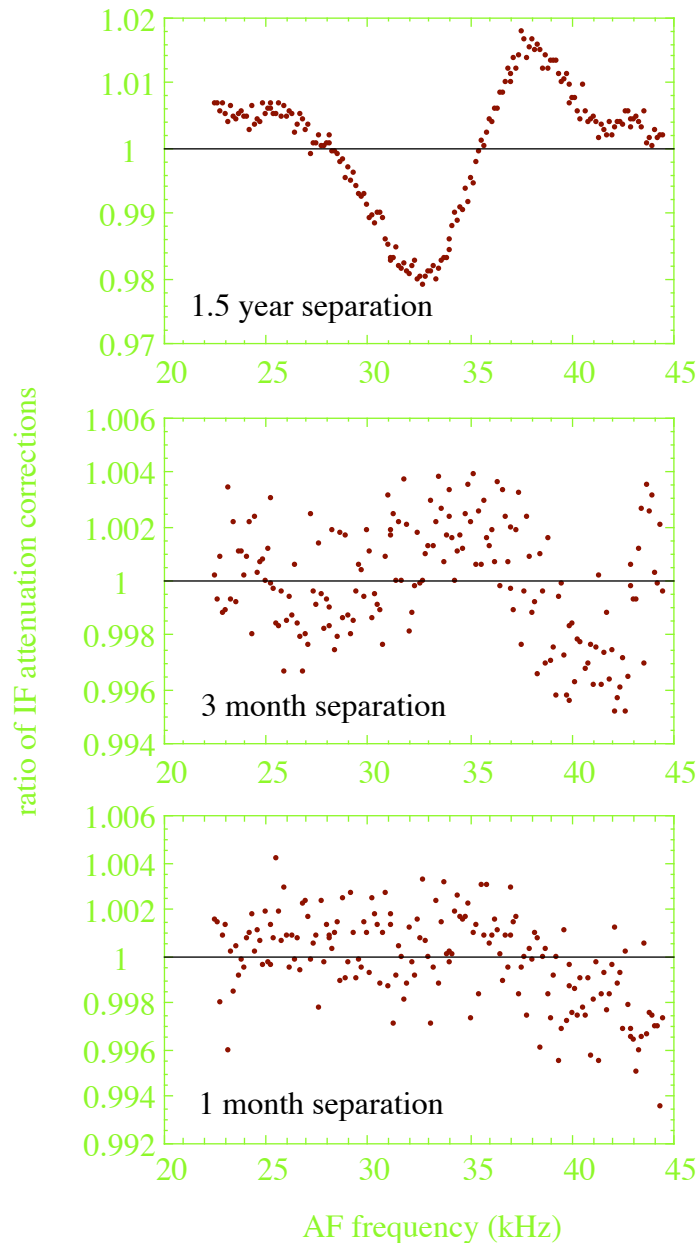 ratio of IF attenuation corrections
1.02
1.01
1
0.99
0.98
0.97
1.5 year separation
20 25 30 35 40 45
1.006
1.004
1.002
1
0.998
0.996
0.994
3 month separation
20 25 30 35 40 45
1.006
1.004
1.002
1
0.998
0.996
0.994
0.992
1 month separation
20 25 30 35 40 45
AF frequency (kHz)